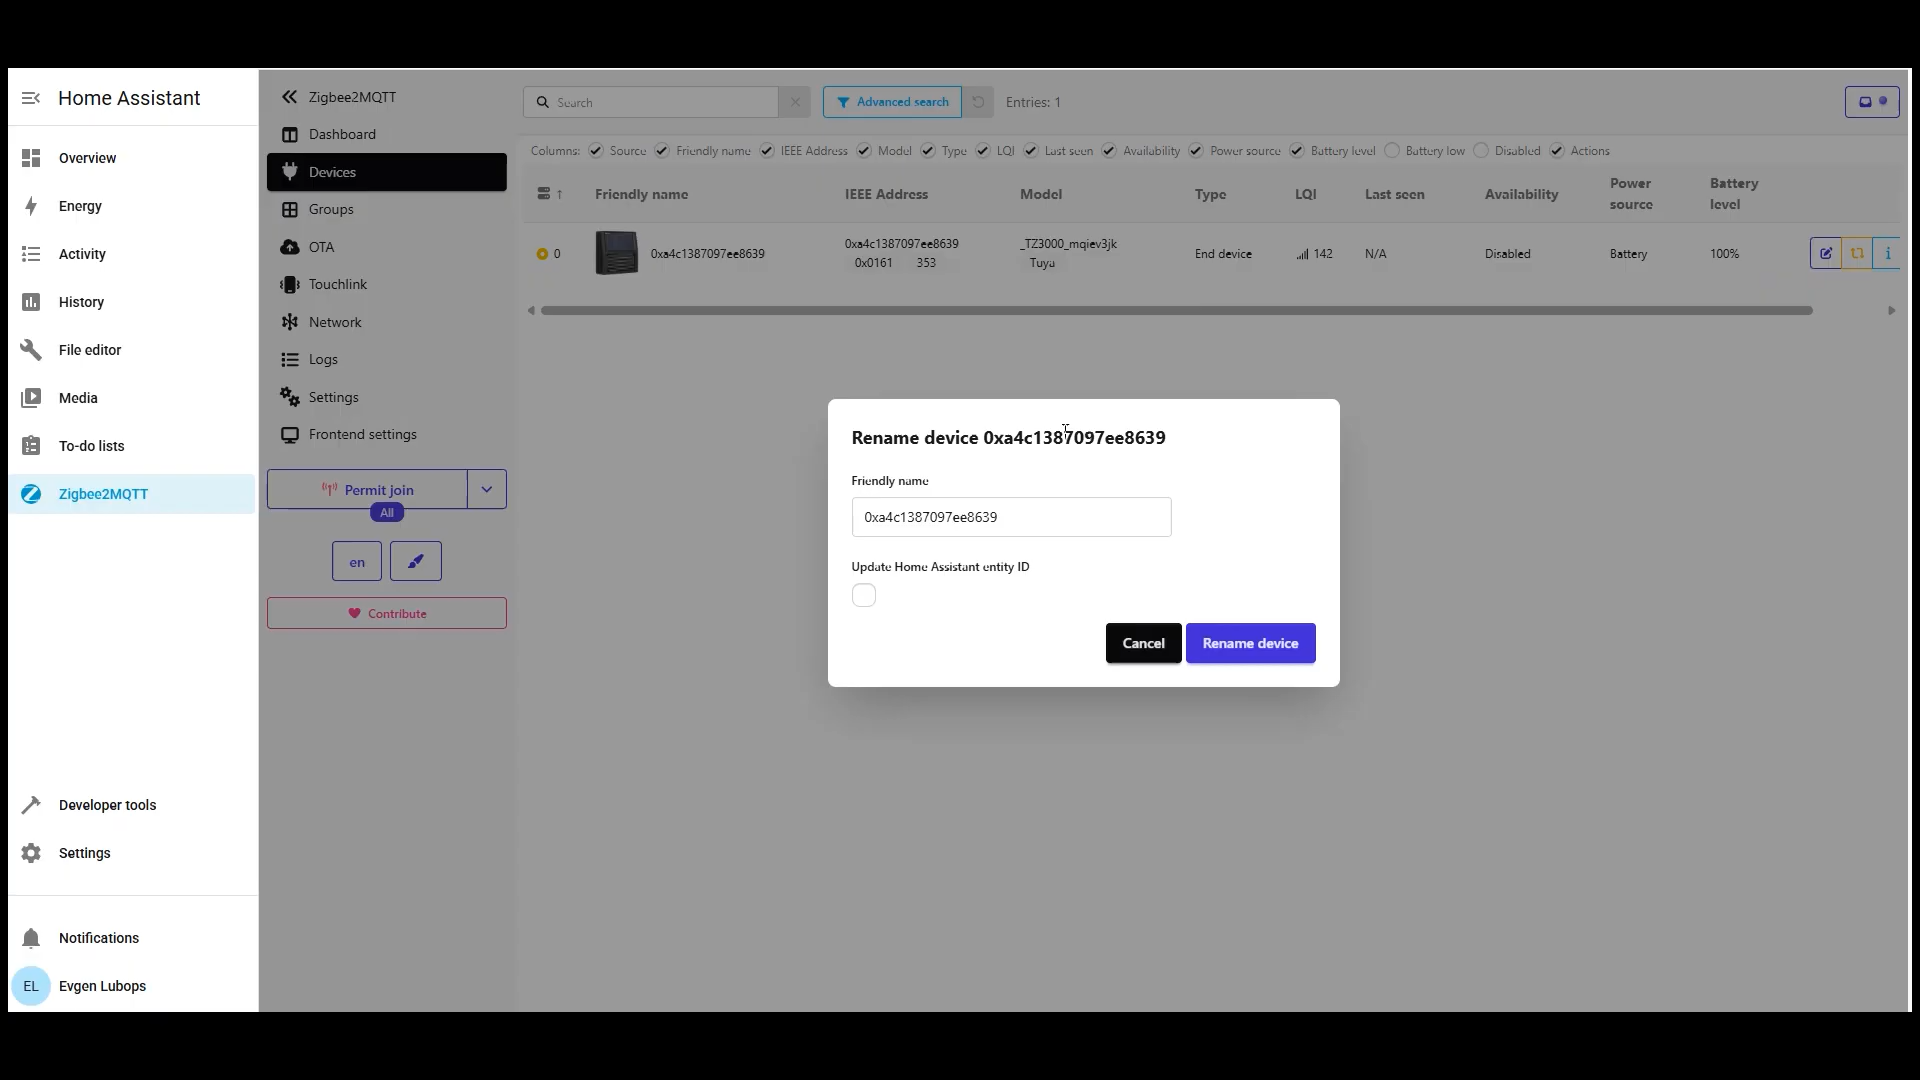 Home Assistant
Overview
Energy
Activity
History
File editor
Media
To-do lists
Zigbee2MQTT
Developer tools
Settings
Notifications
EL Evgen Lubops
Zigbee2MQTT
Dashboard
Devices
Groups
OTA
Touchlink
Network
Logs
Settings
Frontend settings
Permit join
All
en
Contribute
Search
Advanced search
Entries: 1
Columns: Source Friendly name IEEE Address Model Type LQI Last seen Availability Power source Battery level Battery low Disabled Actions
Friendly name IEEE Address Model Type LQI Last seen Availability Power source Battery level
0 0xa4c1387097ee8639 0xa4c1387097ee8639 _TZ3000_mqiev3jk End device 142 N/A Disabled Battery 100%
0x0161 353 Tuya
Rename device 0xa4c1387097ee8639
Friendly name
0xa4c1387097ee8639
Update Home Assistant entity ID
Cancel Rename device